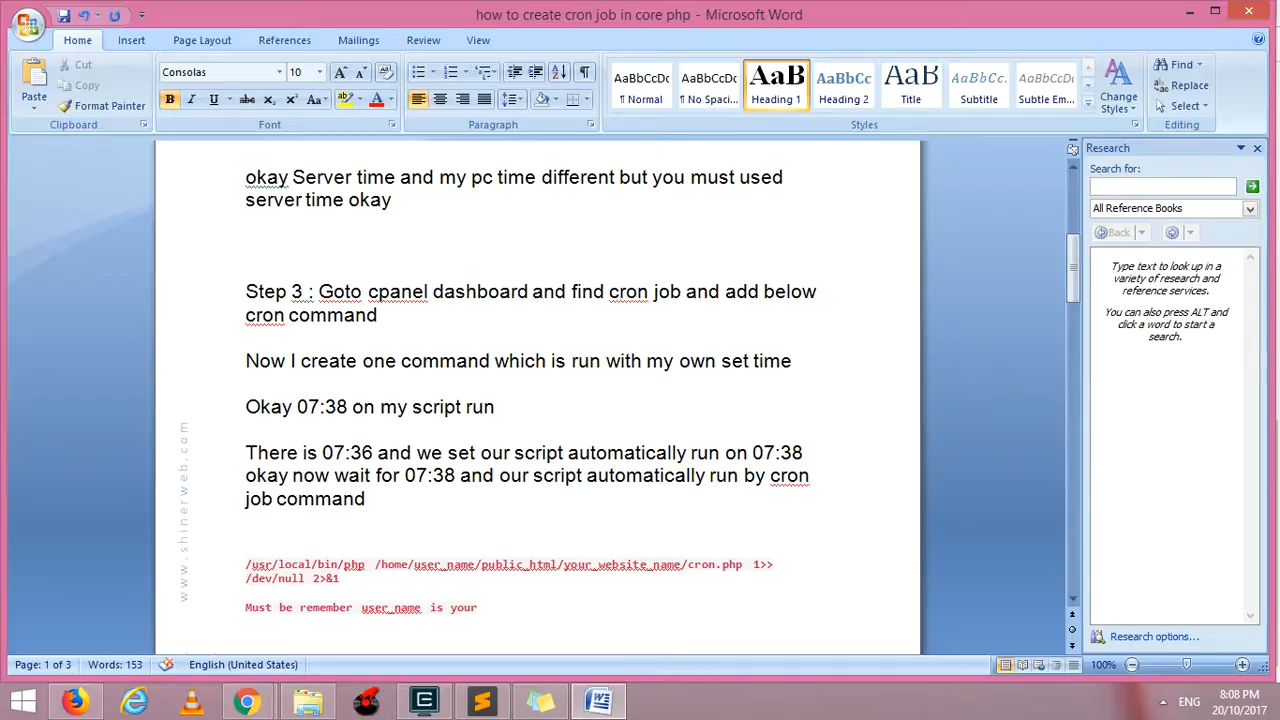 how to create cron job in core php - Microsoft Word
Home Insert Page Layout References Mailings Review View
Paste
Cut
Copy
Format Painter
Clipboard
Consolas 10
B I U abc X₂ X² Aa
Font
Paragraph
AaBbCcDc AaBbCcDc AaB AaBbCc AaB AaBbCc. AaBbCcDc
¶ Normal ¶ No Spaci... Heading 1 Heading 2 Title Subtitle Subtle Em...
Change
Styles
Styles
Find
Replace
Select
Editing
okay Server time and my pc time different but you must used
server time okay
Step 3 : Goto cpanel dashboard and find cron job and add below
cron command
Now I create one command which is run with my own set time
Okay 07:38 on my script run
There is 07:36 and we set our script automatically run on 07:38
okay now wait for 07:38 and our script automatically run by cron
job command
/usr/local/bin/php /home/user_name/public_html/your_website_name/cron.php 1>>
/dev/null 2>&1
Must be remember user_name is your
www.shinerweb.com
Research
Search for:
All Reference Books
Back
Type text to look up in a
variety of research and
reference services.
You can also press ALT and
click a word to start a
search.
Research options...
Page: 1 of 3 Words: 153 English (United States) 100%
ENG
8:08 PM
20/10/2017